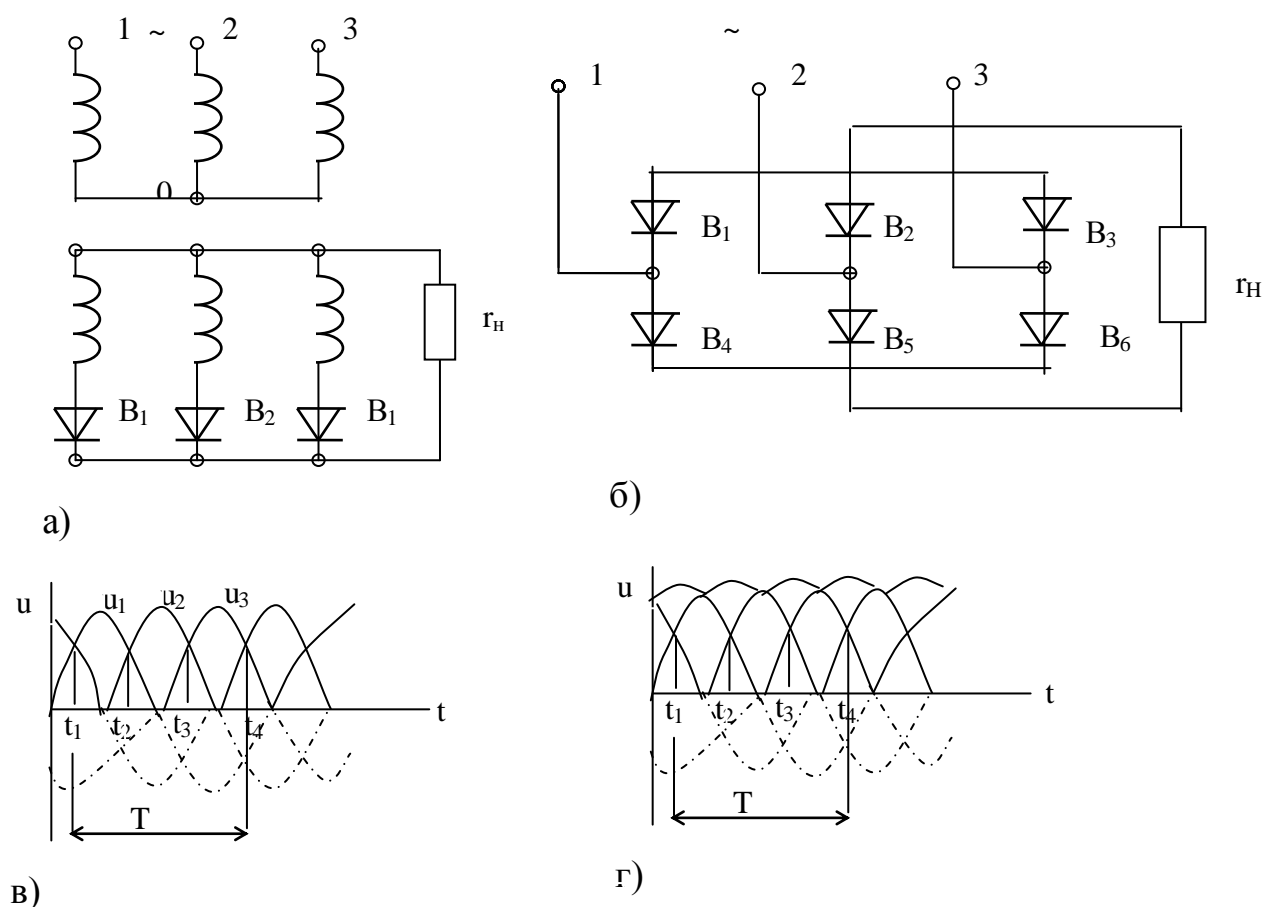 1 ~ 2 3
0
B₁ B₂ B₁ rн
а)
~
1 2 3
B₁ B₂ B₃
B₄ B₅ B₆
rН
б)
u u₁ u₂ u₃
t₁ t₂ t₃ t₄ t
T
в)
u
t₁ t₂ t₃ t₄ t
T
г)